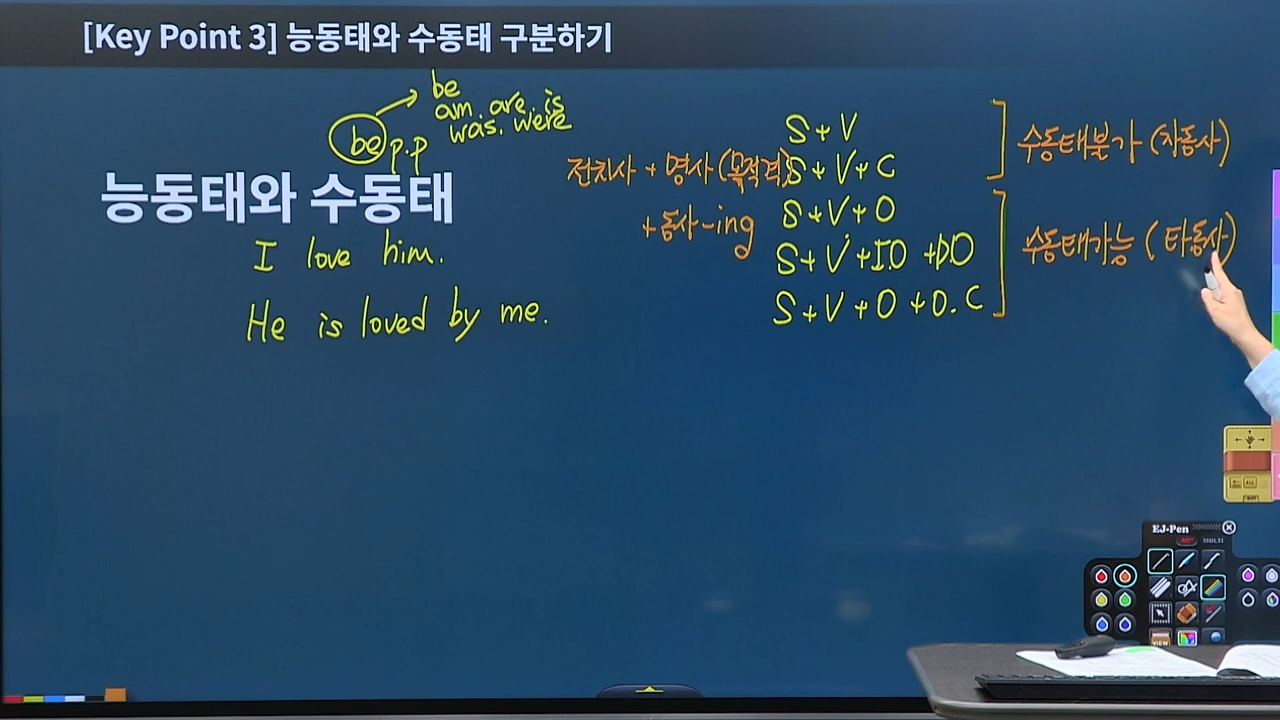 [Key Point 3] 능동태와 수동태 구분하기
be
am. are. is
was. were
be p.p
능동태와 수동태
I love him.
He is loved by me.
전치사 + 명사 (목적격)
+ 동사-ing
S + V
S + V + C
S + V + O
S + V + I.O + D.O
S + V + O + O.C
수동태불가 (자동사)
수동태가능 (타동사)
EJ-Pen
MULTI
VIEW